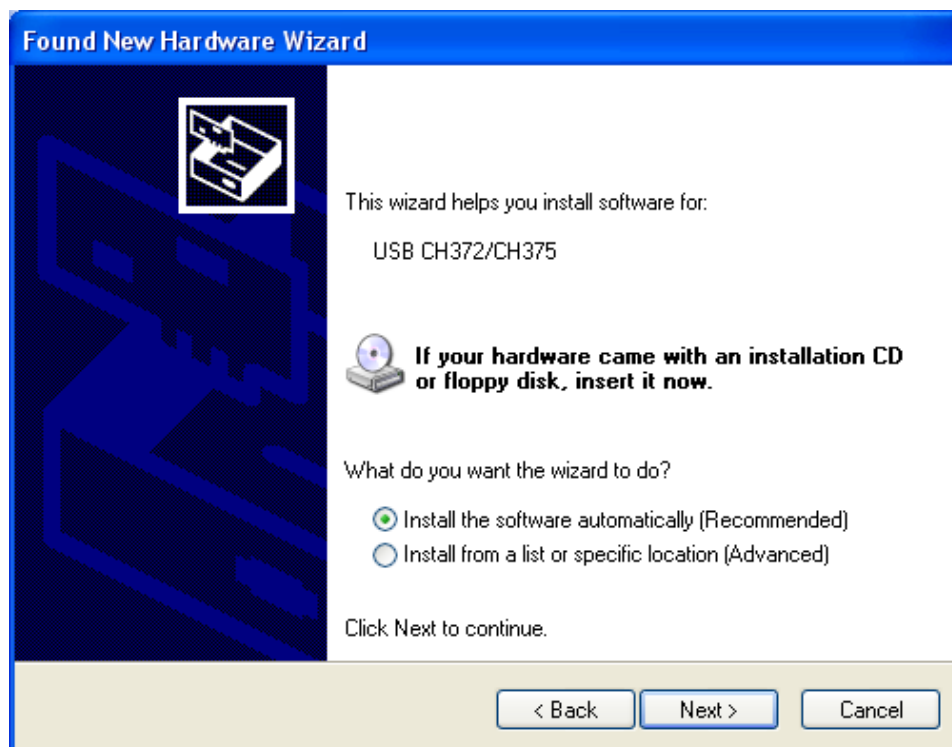 Found New Hardware Wizard
This wizard helps you install software for:
USB CH372/CH375
If your hardware came with an installation CD
or floppy disk, insert it now.
What do you want the wizard to do?
Install the software automatically (Recommended)
Install from a list or specific location (Advanced)
Click Next to continue.
< Back
Next >
Cancel